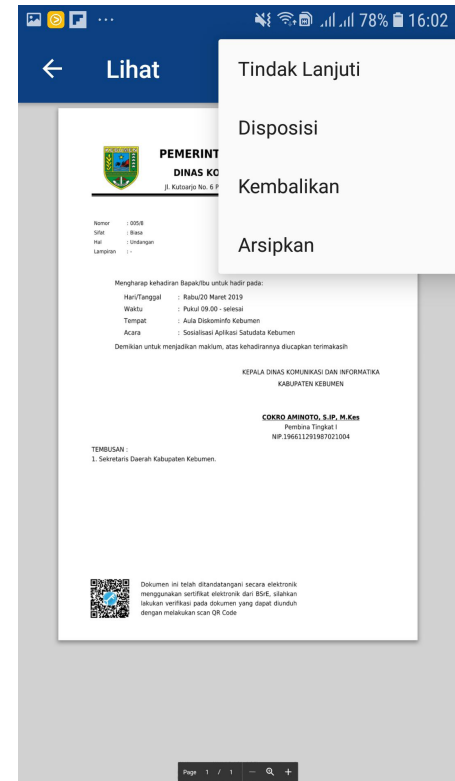 78% 16:02
Lihat
Tindak Lanjuti
Disposisi
Kembalikan
Arsipkan
PEMERINT
DINAS KO
Jl. Kutoarjo No. 6 P
Nomor : 005/8
Sifat : Biasa
Hal : Undangan
Lampiran : -
Mengharap kehadiran Bapak/Ibu untuk hadir pada:
Hari/Tanggal : Rabu/20 Maret 2019
Waktu : Pukul 09.00 - selesai
Tempat : Aula Diskominfo Kebumen
Acara : Sosialisasi Aplikasi Satudata Kebumen
Demikian untuk menjadikan maklum, atas kehadirannya diucapkan terimakasih
KEPALA DINAS KOMUNIKASI DAN INFORMATIKA
KABUPATEN KEBUMEN
COKRO AMINOTO, S.IP, M.Kes
Pembina Tingkat I
NIP.196611291987021004
TEMBUSAN :
1. Sekretaris Daerah Kabupaten Kebumen.
Dokumen ini telah ditandatangani secara elektronik
menggunakan sertifikat elektronik dari BSrE, silahkan
lakukan verifikasi pada dokumen yang dapat diunduh
dengan melakukan scan QR Code
Page 1 / 1